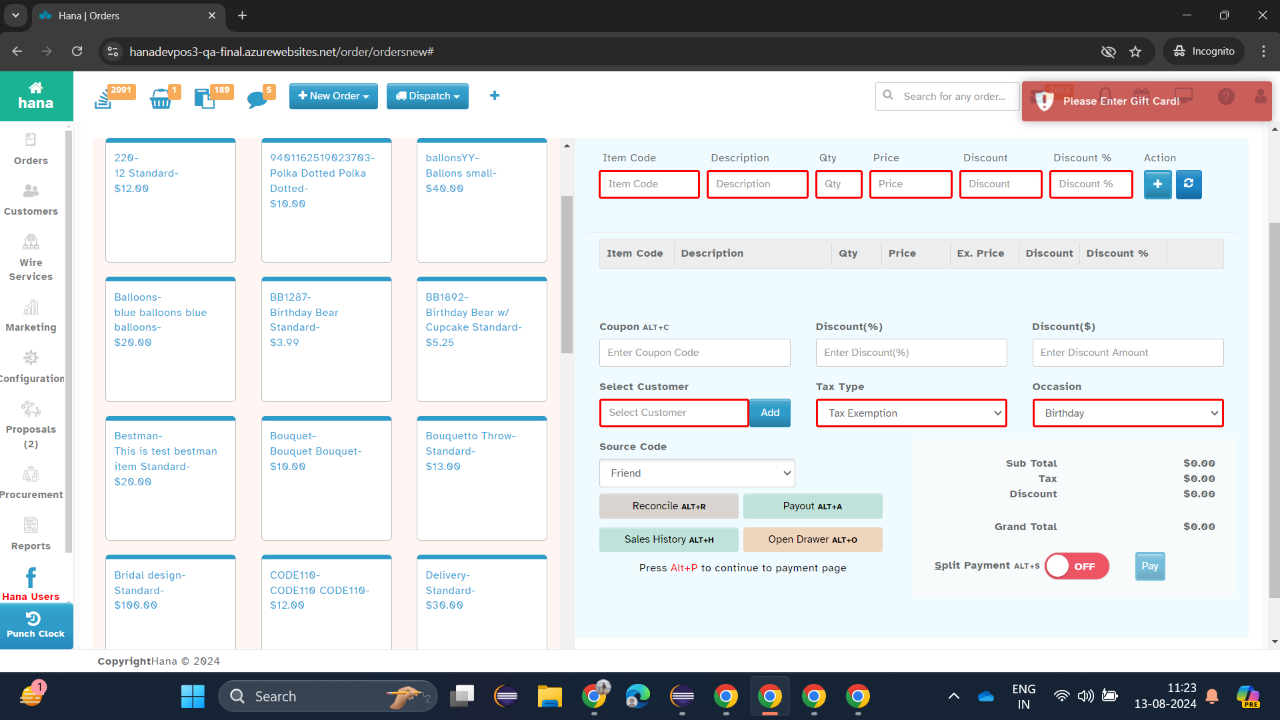 Hana | Orders
hanadevpos3-qa-final.azurewebsites.net/order/ordersnew#
Incognito
hana
2091
1
189
5
New Order
Dispatch
Search for any order...
Please Enter Gift Card!
Orders
Customers
Wire
Services
Marketing
Configuration
Proposals
(2)
Procurement
Reports
Hana Users
Punch Clock
220-
12 Standard-
$12.00
9401162519023703-
Polka Dotted Polka
Dotted-
$10.00
ballonsYY-
Ballons small-
$40.00
Balloons-
blue balloons blue
balloons-
$20.00
BB1287-
Birthday Bear
Standard-
$3.99
BB1892-
Birthday Bear w/
Cupcake Standard-
$5.25
Bestman-
This is test bestman
item Standard-
$20.00
Bouquet-
Bouquet Bouquet-
$10.00
Bouquetto Throw-
Standard-
$13.00
Bridal design-
Standard-
$100.00
CODE110-
CODE110 CODE110-
$12.00
Delivery-
Standard-
$30.00
Item Code Description Qty Price Discount Discount % Action
Item Code Description Qty Price Discount Discount %
Item Code Description Qty Price Ex. Price Discount Discount %
Coupon ALT+C Discount(%) Discount($)
Enter Coupon Code Enter Discount(%) Enter Discount Amount
Select Customer Tax Type Occasion
Select Customer Add Tax Exemption Birthday
Source Code
Friend
Reconcile ALT+R Payout ALT+A
Sales History ALT+H Open Drawer ALT+O
Press Alt+P to continue to payment page
Sub Total $0.00
Tax $0.00
Discount $0.00
Grand Total $0.00
Split Payment ALT+S OFF Pay
CopyrightHana © 2024
1
Search
PRE
ENG
IN
11:23
13-08-2024